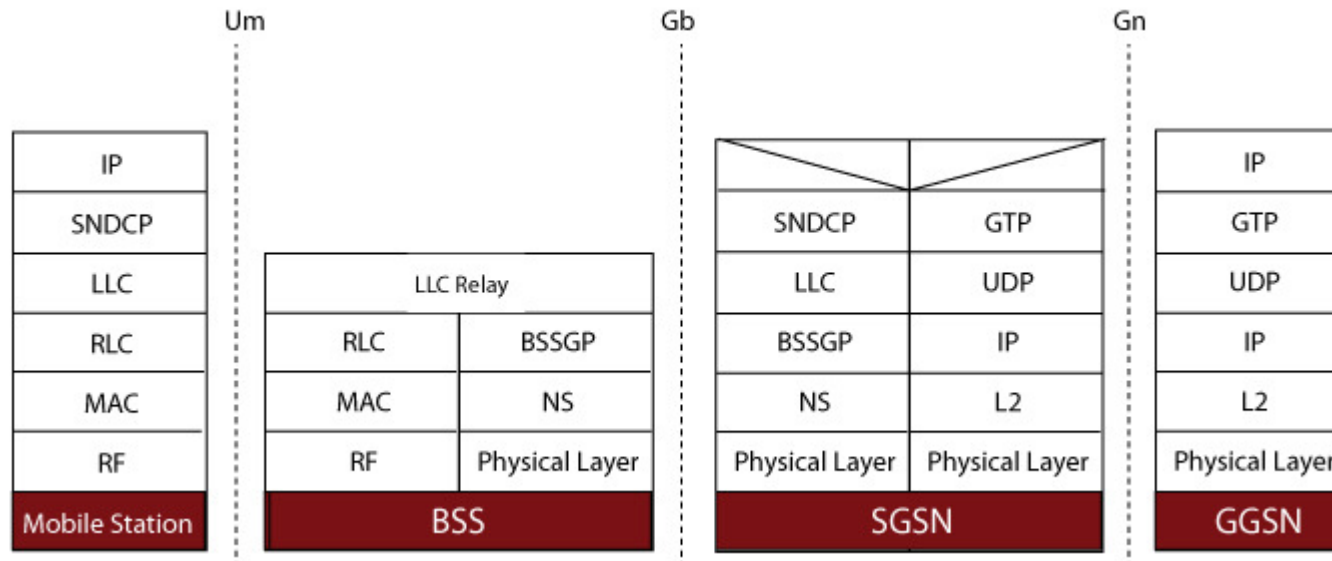 Um
Gb
Gn
IP
SNDCP
LLC
RLC
MAC
RF
Mobile Station
LLC Relay
RLC
BSSGP
MAC
NS
RF
Physical Layer
BSS
SNDCP
GTP
LLC
UDP
BSSGP
IP
NS
L2
Physical Layer
Physical Layer
SGSN
IP
GTP
UDP
IP
L2
Physical Layer
GGSN